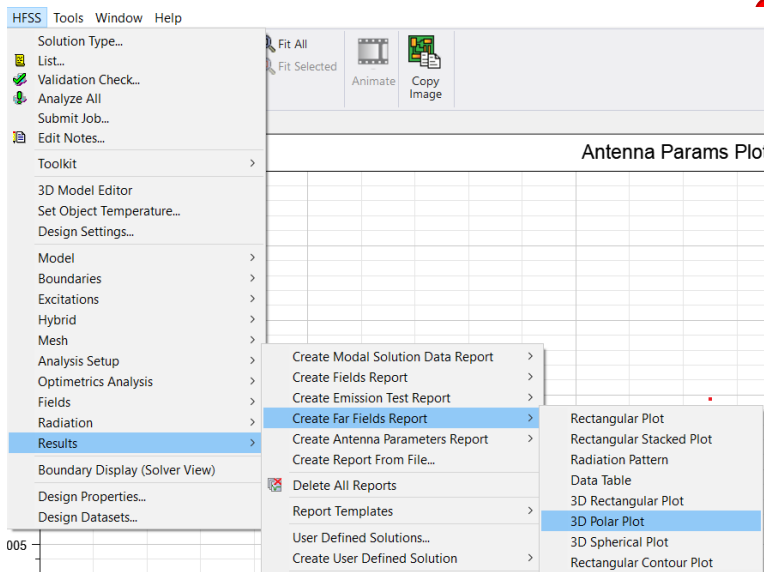 HFSS Tools Window Help
Solution Type...
List...
Validation Check...
Analyze All
Submit Job...
Edit Notes...
Toolkit
3D Model Editor
Set Object Temperature...
Design Settings...
Model
Boundaries
Excitations
Hybrid
Mesh
Analysis Setup
Optimetrics Analysis
Fields
Radiation
Results
Boundary Display (Solver View)
Design Properties...
Design Datasets...
005
Fit All
Fit Selected
Animate
Copy
Image
Antenna Params Plot
Create Modal Solution Data Report
Create Fields Report
Create Emission Test Report
Create Far Fields Report
Create Antenna Parameters Report
Create Report From File...
Delete All Reports
Report Templates
User Defined Solutions...
Create User Defined Solution
Rectangular Plot
Rectangular Stacked Plot
Radiation Pattern
Data Table
3D Rectangular Plot
3D Polar Plot
3D Spherical Plot
Rectangular Contour Plot